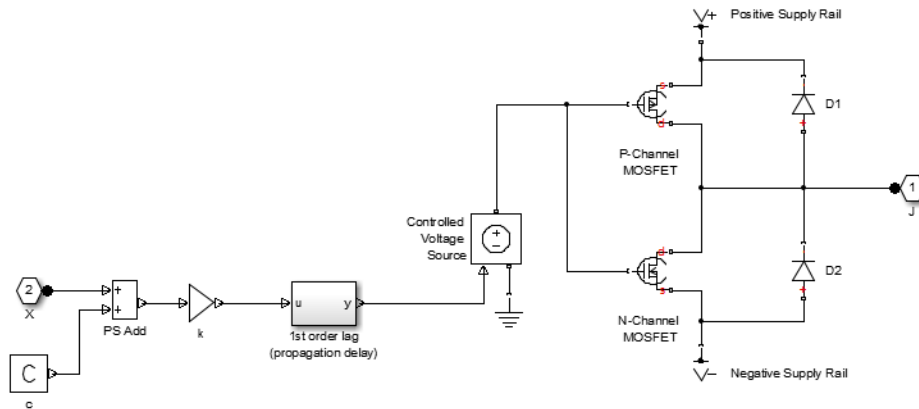 V+ Positive Supply Rail
s
D1
+
d
P-Channel
MOSFET
1
J
Controlled
Voltage
Source
+
−
d
D2
+
s
2
X
+
+
PS Add
k
u y
1st order lag
(propagation delay)
N-Channel
MOSFET
C
c
V− Negative Supply Rail